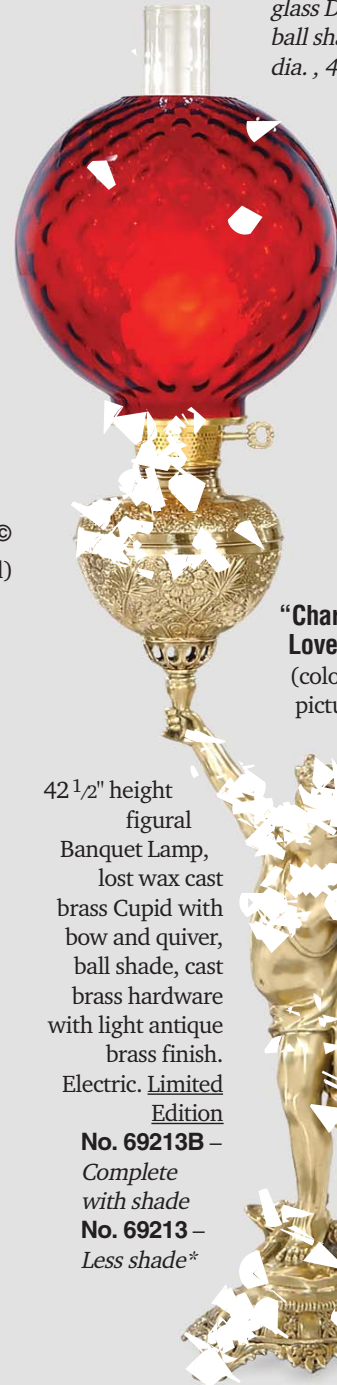 glass
ball
dia. , 4
©
“
Love
(colo
pictu
42 1/2" height
figural
Banquet Lamp,
lost wax cast
brass Cupid with
bow and quiver,
ball shade, cast
brass hardware
with light antique
brass finish.
Electric. Limited
Edition
No. 69213B –
Complete
with shade
No. 69213 –
Less shade*